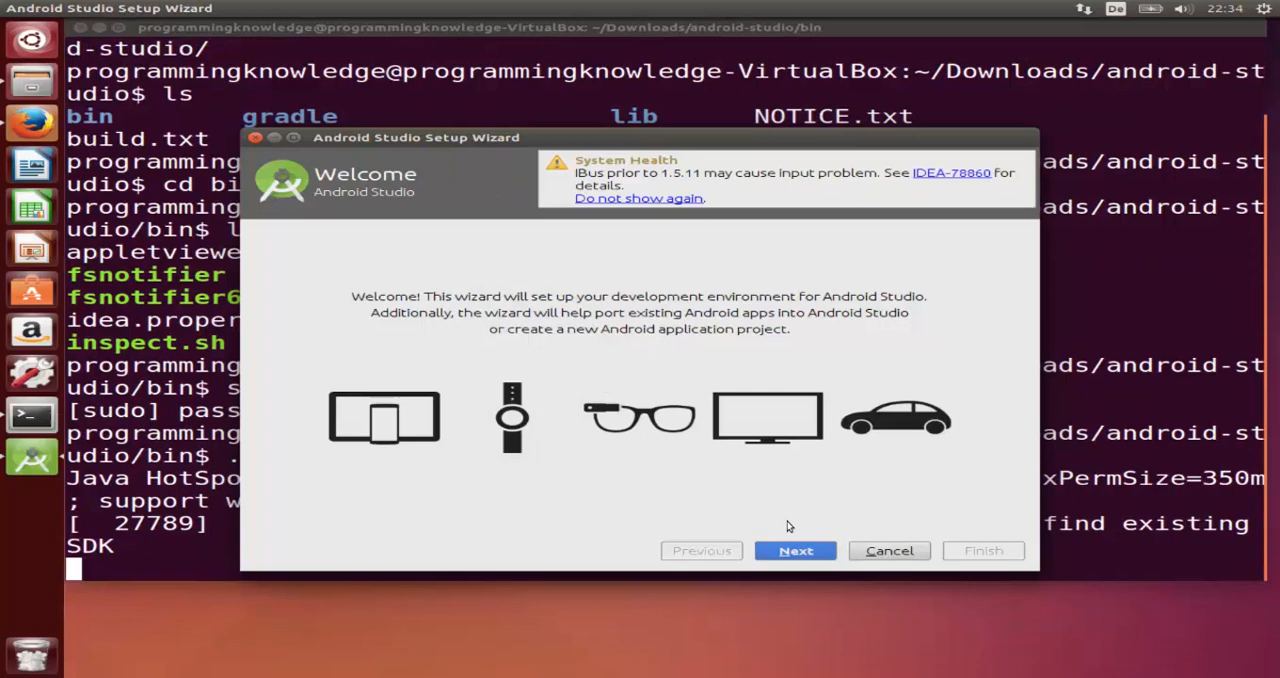 Android Studio Setup Wizard
De
22:34
programmingknowledge@programmingknowledge-VirtualBox: ~/Downloads/android-studio/bin
d-studio/
programmingknowledge@programmingknowledge-VirtualBox:~/Downloads/android-st
udio$ ls
bin gradle lib NOTICE.txt
build.txt
programming
udio$ cd bi
programming
udio/bin$ l
appletviewe
fsnotifier
fsnotifier6
idea.proper
inspect.sh
programming
udio/bin$ s
[sudo] pas
programming
udio/bin$ .
Java HotSpo
; support w
[ 27789]
SDK
ads/android-st
ads/android-st
ads/android-st
ads/android-st
xPermSize=350m
find existing
Android Studio Setup Wizard
Welcome
Android Studio
System Health
IBus prior to 1.5.11 may cause input problem. See IDEA-78860 for
details.
Do not show again.
Welcome! This wizard will set up your development environment for Android Studio.
Additionally, the wizard will help port existing Android apps into Android Studio
or create a new Android application project.
Previous
Next
Cancel
Finish